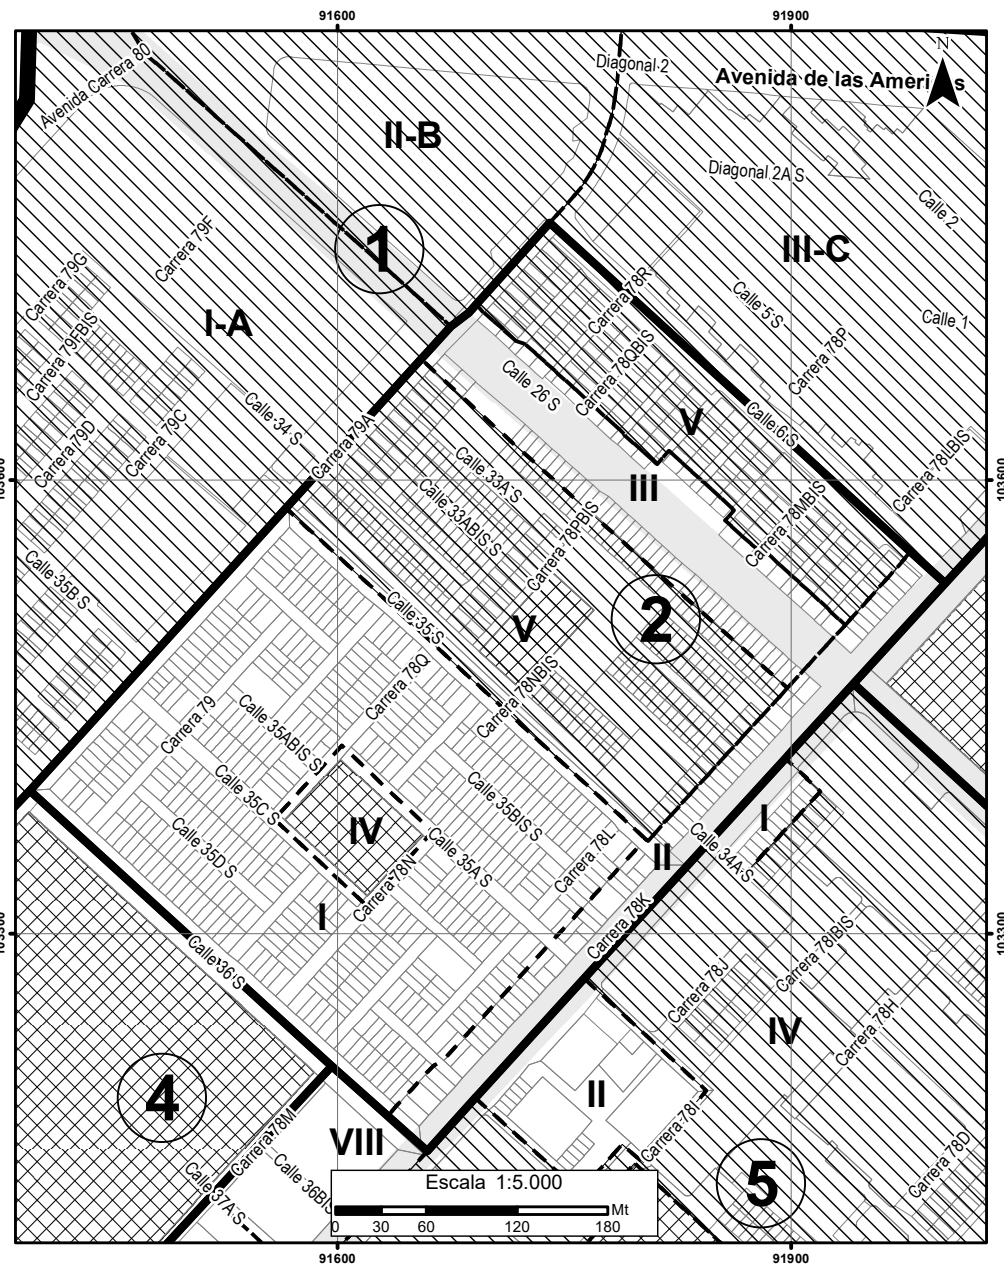 91600
91900
N
Avenida Carrera 80
Diagonal 2
Avenida de las Ameri s
II-B
Diagonal 2A S
Calle 2
1
III-C
Carrera 79F
Carrera 79G
Carrera 78R
Calle 5 S
Calle 1
I-A
Carrera 79FBIS
Carrera 78QBIS
Carrera 78P
Calle 26 S
Carrera 79D
Carrera 79C
Calle 34 S
Carrera 79A
V
Calle 6 S
Carrera 78LBIS
103600
103600
Calle 33A S
III
Calle 33ABIS S
Carrera 78PBIS
Carrera 78MBIS
Calle 35B S
Calle 35 S
V
2
Carrera 78Q
Carrera 78NBIS
Carrera 79
Calle 35ABIS S
Calle 35C S
Calle 35BIS S
IV
Calle 35D S
Calle 35A S
Carrera 78L
I
Calle 34A S
II
Carrera 78N
I
Carrera 78K
103300
103300
Calle 36 S
Carrera 78J
Carrera 78IBIS
Carrera 78H
IV
4
II
Carrera 78M
VIII
Carrera 78I
Carrera 78D
Calle 37A S
Calle 36BI
5
Escala 1:5.000
0 30 60 120 180 Mt
91600
91900